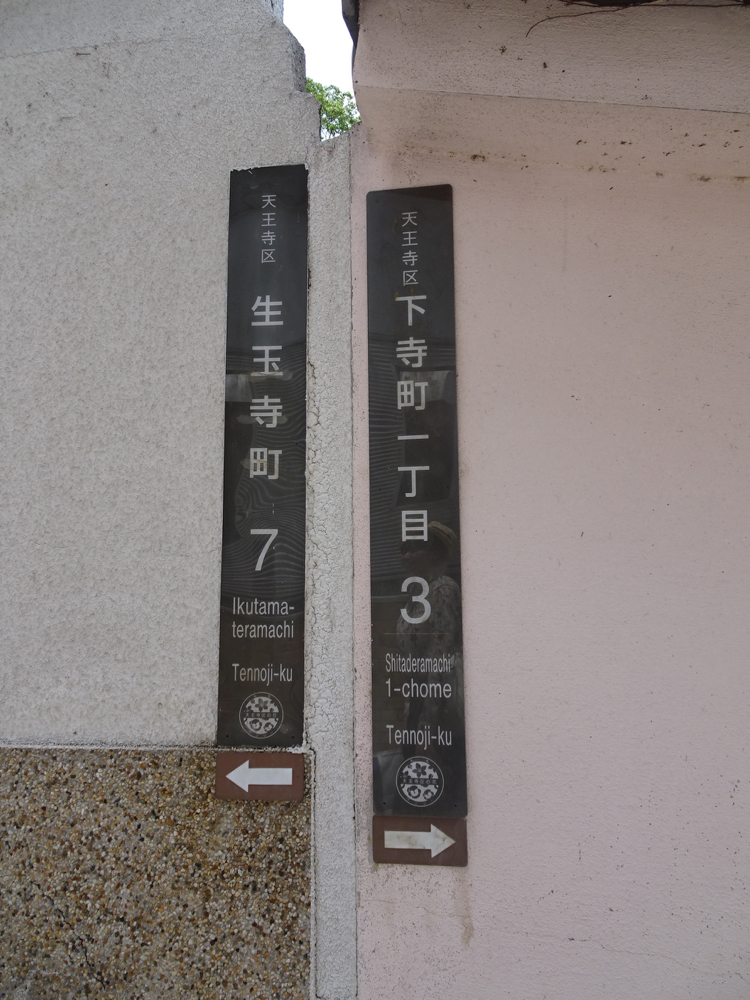 天王寺区
生玉寺町
7
Ikutama-
teramachi
Tennoji-ku
天王寺区
下寺町一丁目
3
Shitaderamachi
1-chome
Tennoji-ku